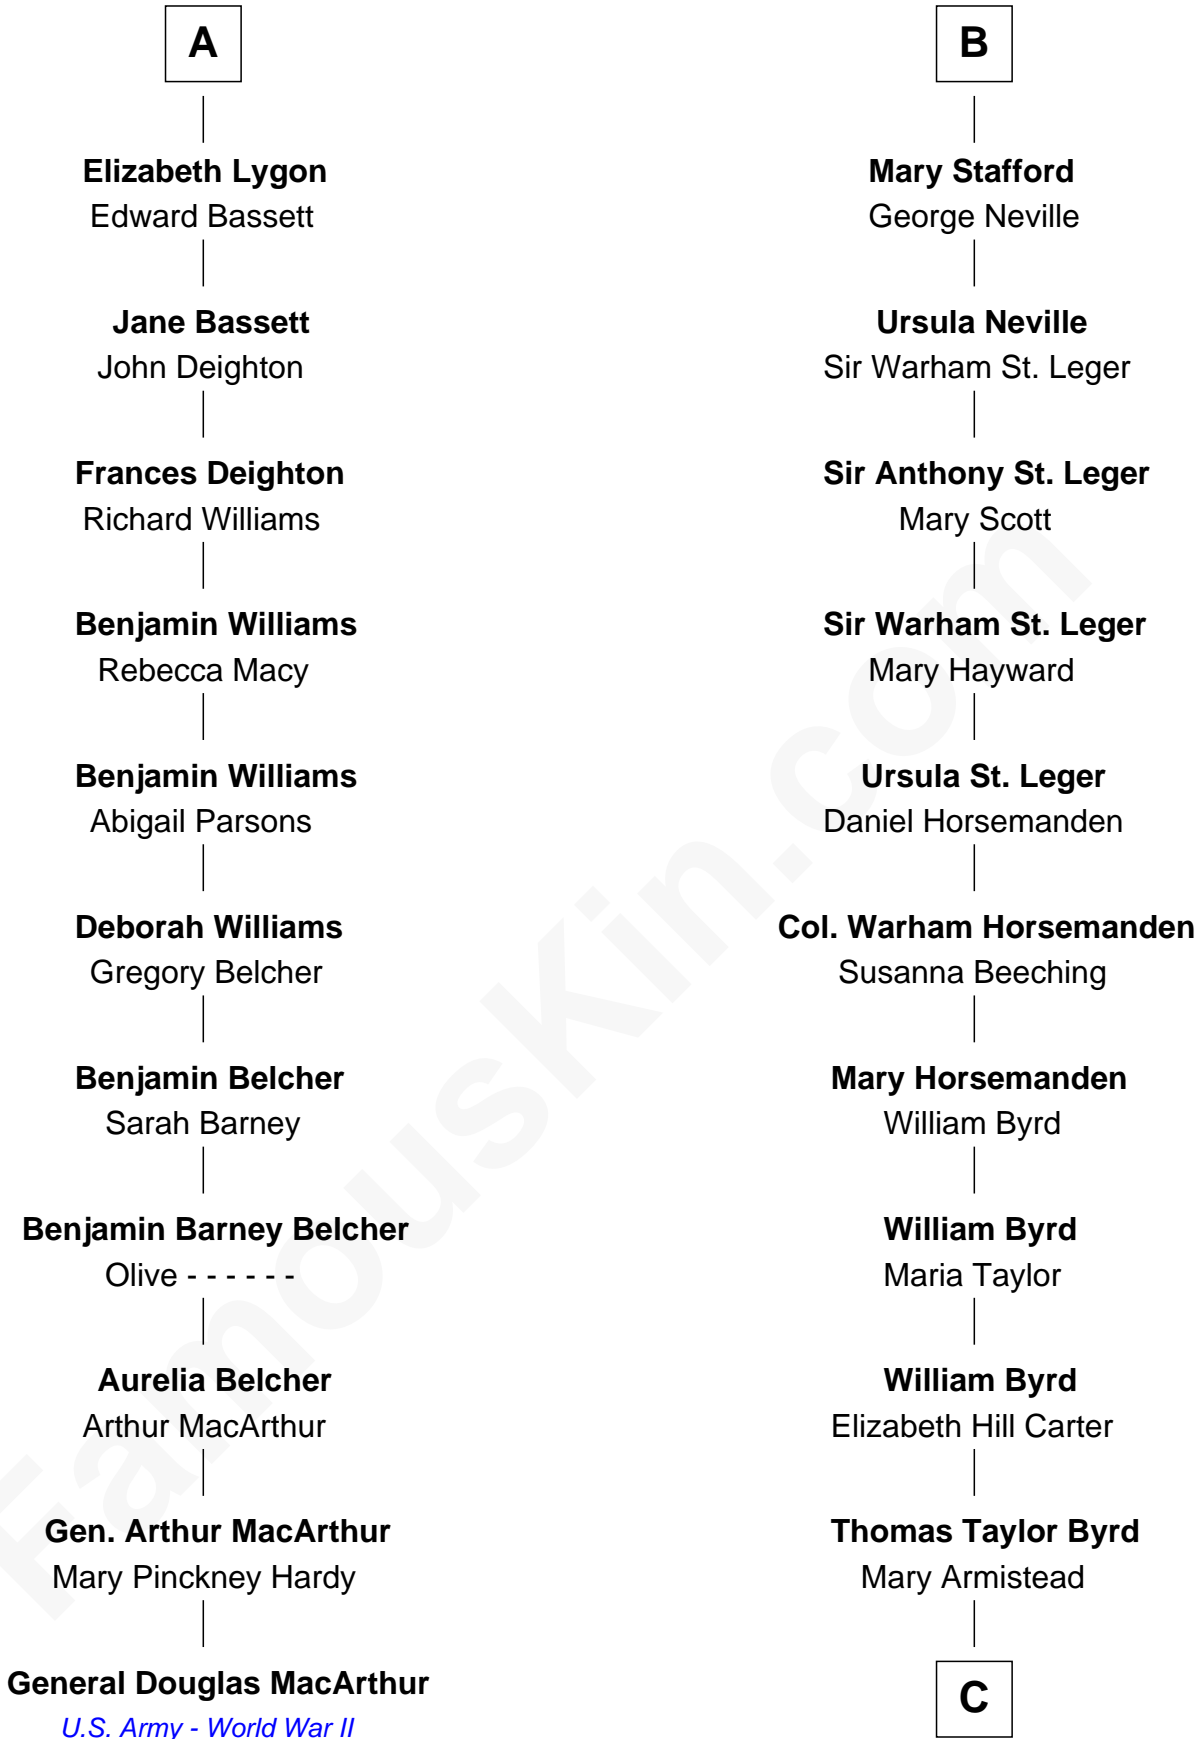 A
Elizabeth Lygon
Edward Bassett
Jane Bassett
John Deighton
Frances Deighton
Richard Williams
Benjamin Williams
Rebecca Macy
Benjamin Williams
Abigail Parsons
Deborah Williams
Gregory Belcher
Benjamin Belcher
Sarah Barney
Benjamin Barney Belcher
Olive - - - - - -
Aurelia Belcher
Arthur MacArthur
Gen. Arthur MacArthur
Mary Pinckney Hardy
General Douglas MacArthur
U.S. Army - World War II
B
Mary Stafford
George Neville
Ursula Neville
Sir Warham St. Leger
Sir Anthony St. Leger
Mary Scott
Sir Warham St. Leger
Mary Hayward
Ursula St. Leger
Daniel Horsemanden
Col. Warham Horsemanden
Susanna Beeching
Mary Horsemanden
William Byrd
William Byrd
Maria Taylor
William Byrd
Elizabeth Hill Carter
Thomas Taylor Byrd
Mary Armistead
C
FamousKin.com